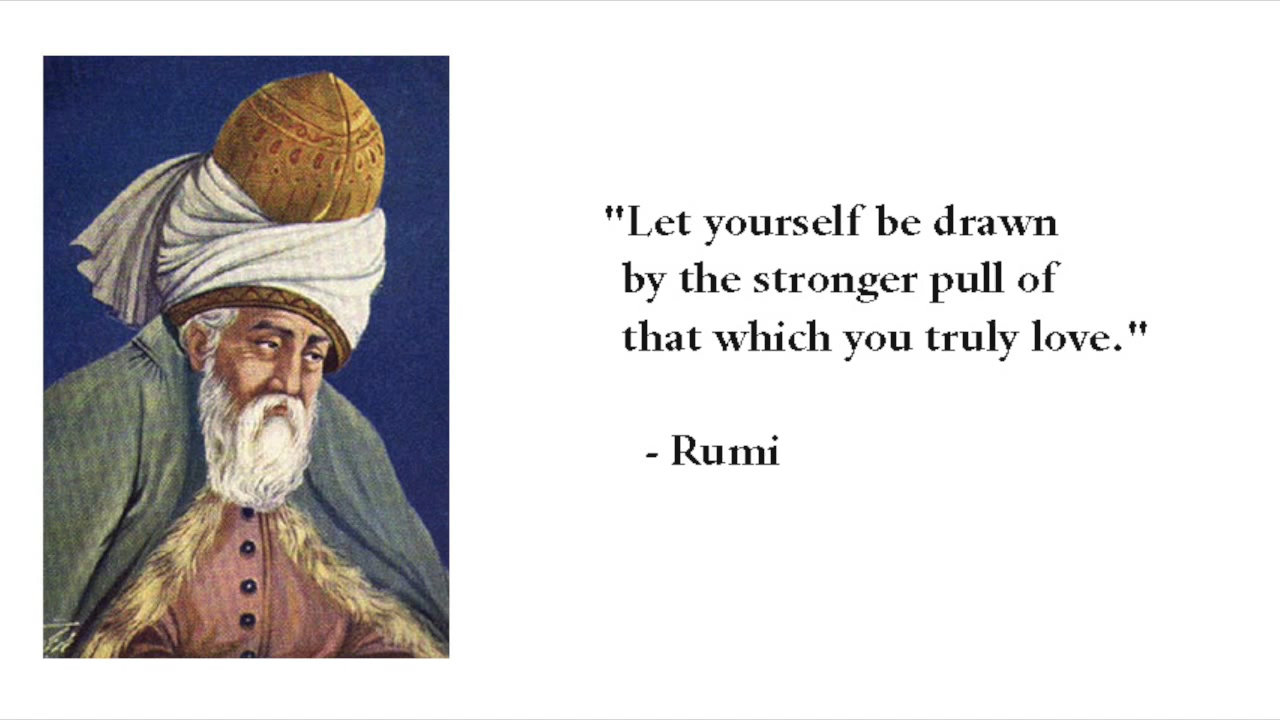 "Let yourself be drawn
by the stronger pull of
that which you truly love."
- Rumi